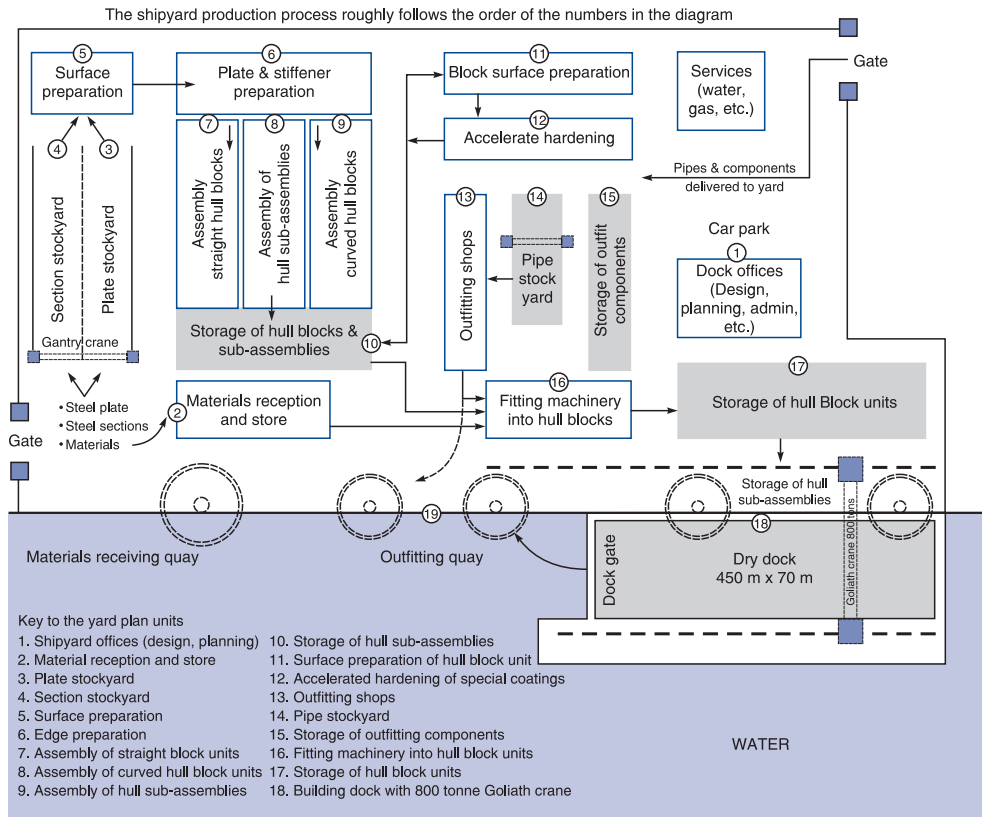 The shipyard production process roughly follows the order of the numbers in the diagram
5
Surface
preparation
6
Plate & stiffener
preparation
11
Block surface preparation
Services
(water,
gas, etc.)
Gate
4
3
7
8
9
12
Accelerate hardening
Section stockyard
Plate stockyard
Assembly
straight hull blocks
Assembly of
hull sub-assemblies
Assembly
curved hull blocks
Pipes & components
delivered to yard
13
Outfitting shops
14
Pipe
stock
yard
15
Storage of outfit
components
Car park
1
Dock offices
(Design,
planning, admin,
etc.)
Gantry crane
Storage of hull blocks &
sub-assemblies
10
• Steel plate
• Steel sections
• Materials
Gate
2
Materials reception
and store
16
Fitting machinery
into hull blocks
17
Storage of hull Block units
Storage of hull
sub-assemblies
Goliath crane 800 tons
19
18
Materials receiving quay
Outfitting quay
Dock gate
Dry dock
450 m x 70 m
Key to the yard plan units
1. Shipyard offices (design, planning)
2. Material reception and store
3. Plate stockyard
4. Section stockyard
5. Surface preparation
6. Edge preparation
7. Assembly of straight block units
8. Assembly of curved hull block units
9. Assembly of hull sub-assemblies
10. Storage of hull sub-assemblies
11. Surface preparation of hull block unit
12. Accelerated hardening of special coatings
13. Outfitting shops
14. Pipe stockyard
15. Storage of outfitting components
16. Fitting machinery into hull block units
17. Storage of hull block units
18. Building dock with 800 tonne Goliath crane
WATER